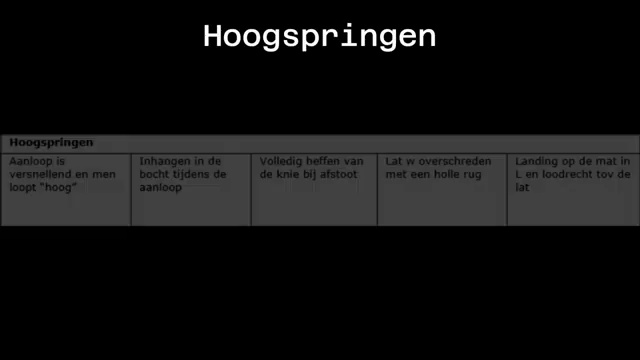 Hoogspringen
Hoogspringen
Aanloop is
versnellend en men
loopt "hoog"
Inhangen in de
bocht tijdens de
aanloop
Volledig heffen van
de knie bij afstoot
Lat w overschreden
met een holle rug
Landing op de mat in
L en loodrecht tov de
lat